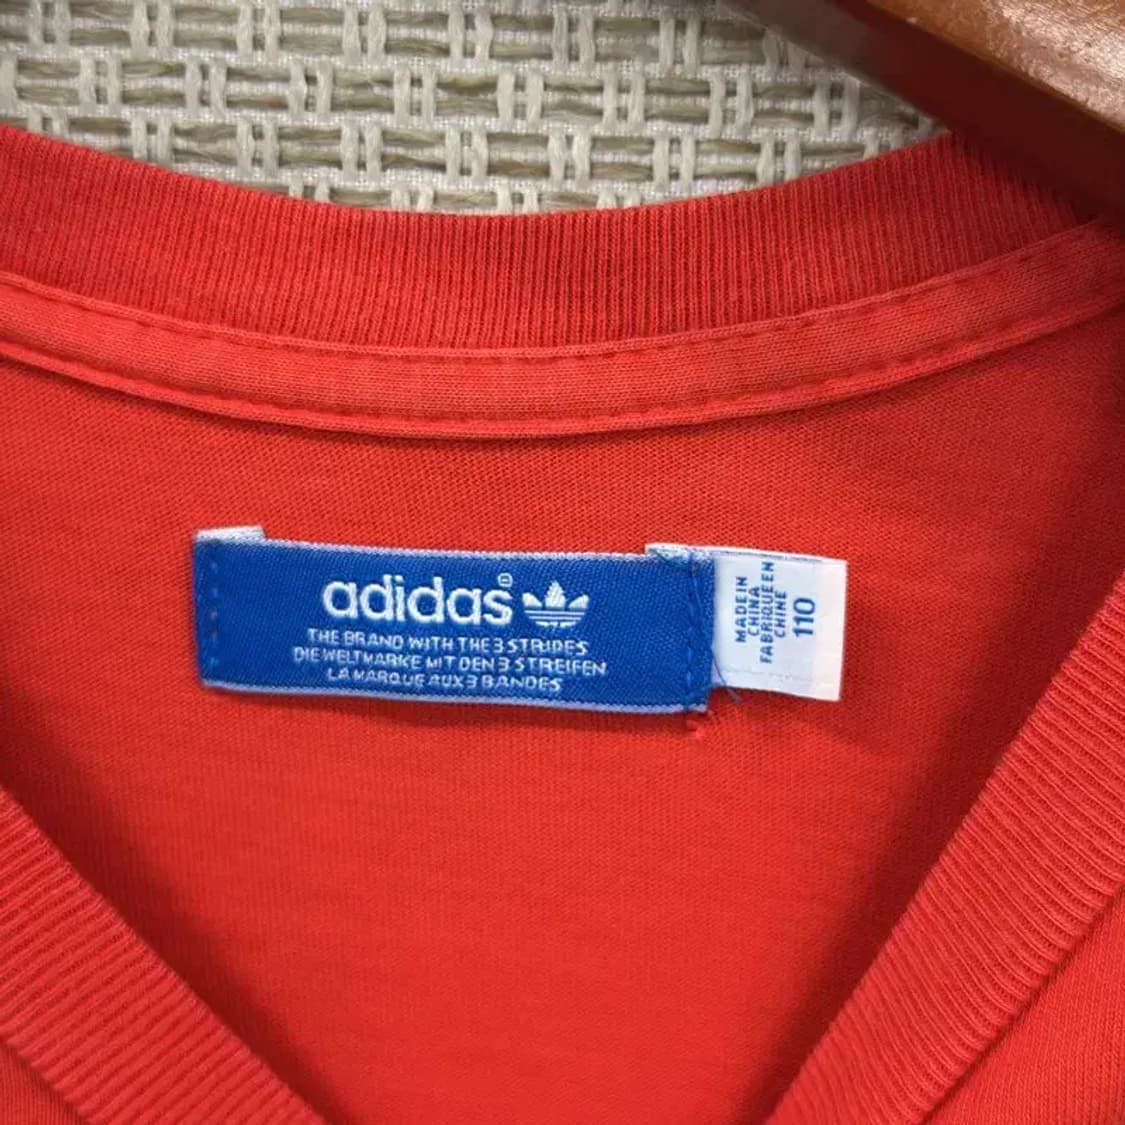 adidas®
THE BRAND WITH THE 3 STRIPES
DIE WELTMARKE MIT DEN 3 STREIFEN
LA MARQUE AUX 3 BANDES
MADE IN
CHINA
FABRIQUE EN
CHINE
110